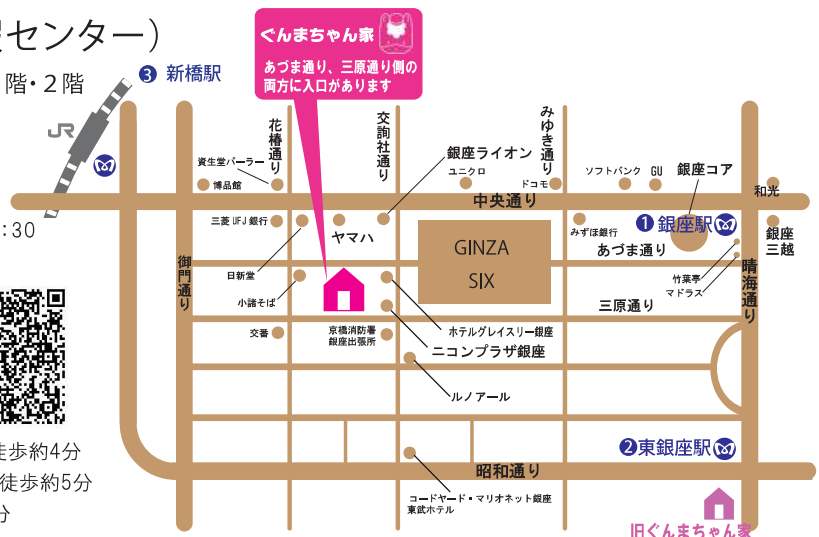 センター）
階・２階
ぐんまちゃん家
あづま通り、三原通り側の
両方に入口があります
❸ 新橋駅
JR
花椿通り
交詢社通り
みゆき通り
資生堂パーラー
博品館
銀座ライオン
ユニクロ
ドコモ
ソフトバンク
GU
銀座コア
和光
中央通り
:30
三菱UFJ銀行
ヤマハ
GINZA
SIX
みずほ銀行
❶ 銀座駅
銀座
三越
あづま通り
御門通り
日新堂
小諸そば
竹葉亭
マドラス
晴海通り
三原通り
交番
京橋消防署
銀座出張所
ホテルグレイスリー銀座
ニコンプラザ銀座
ルノアール
徒歩約4分
徒歩約5分
分
❷東銀座駅
昭和通り
コードヤード・マリオネット銀座
東武ホテル
旧ぐんまちゃん家